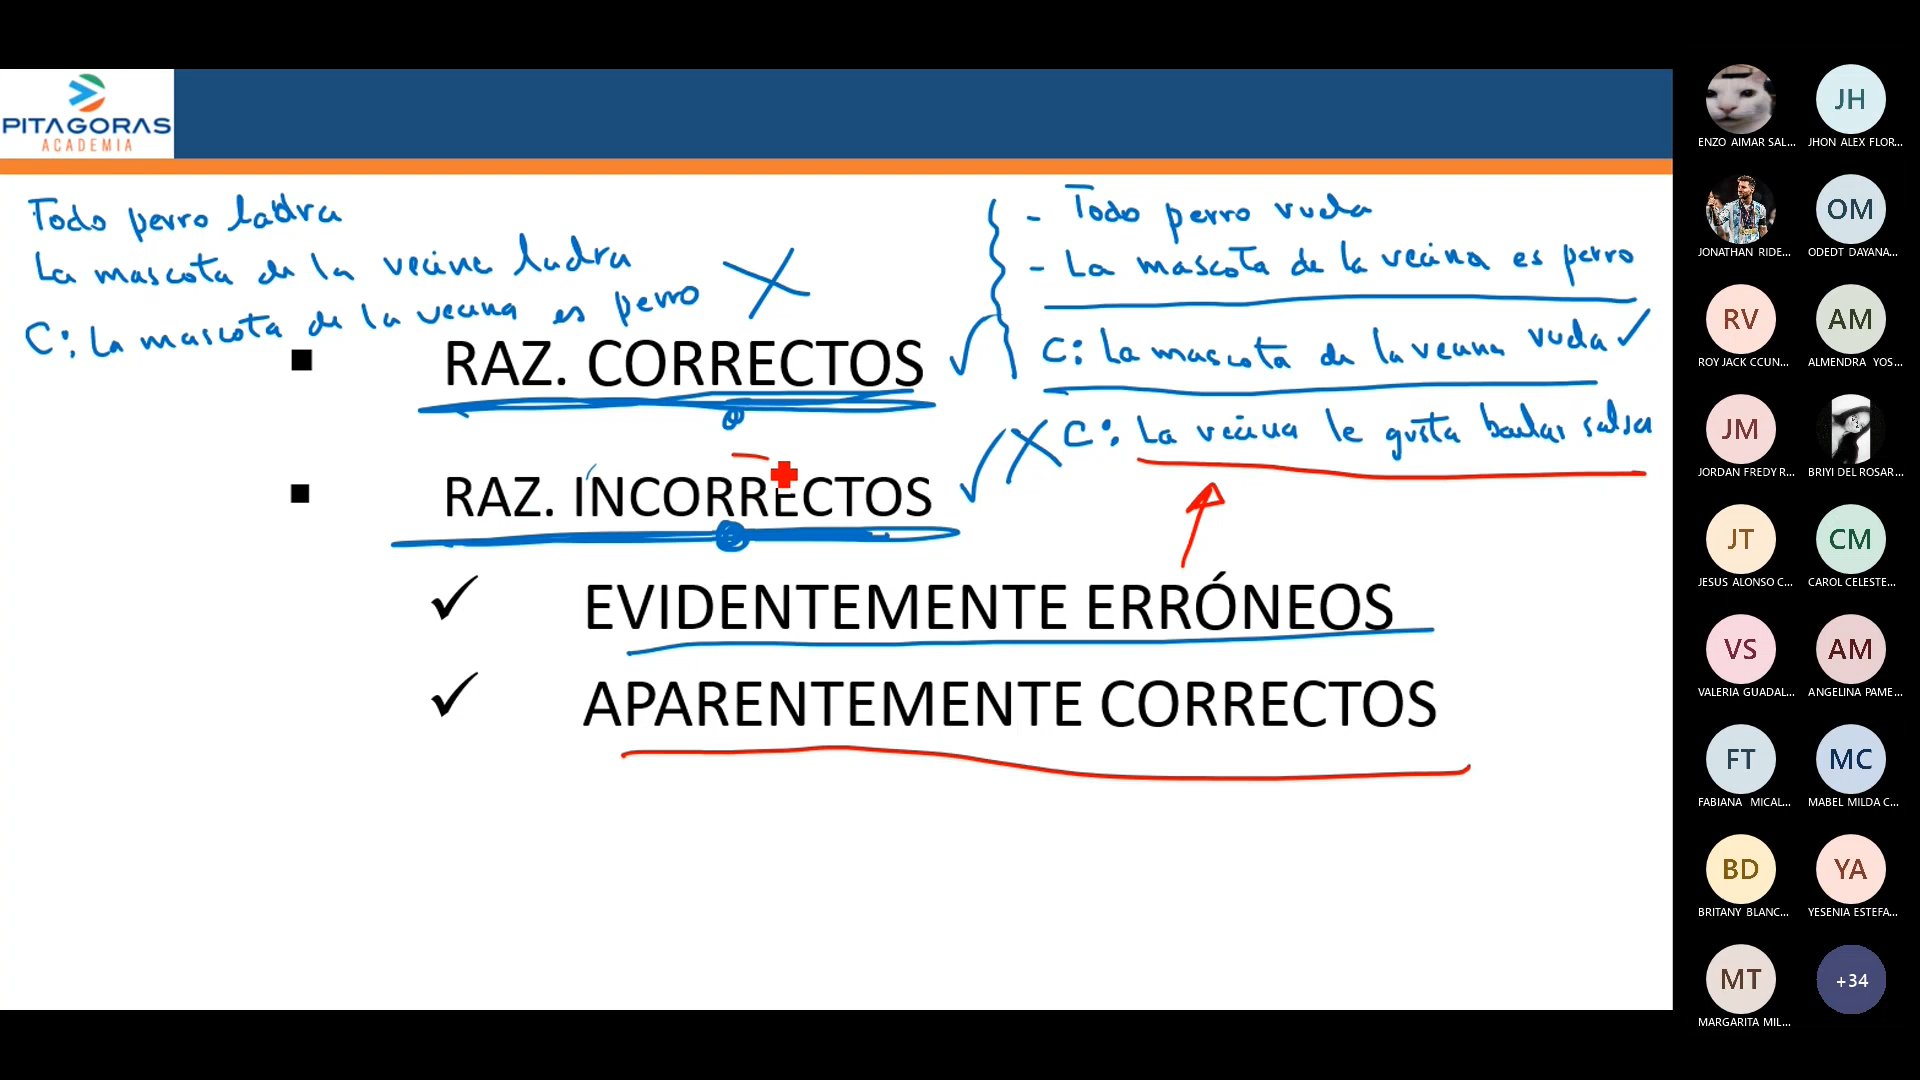 PITAGORAS
ACADEMIA
Todo perro ladra
La mascota de la vecina ladra
C: La mascota de la vecina es perro
- Todo perro vuela
- La mascota de la vecina es perro
C: La mascota de la vecina vuela
C: La vecina le gusta bailar salsa
RAZ. CORRECTOS
RAZ. INCORRECTOS
EVIDENTEMENTE ERRÓNEOS
APARENTEMENTE CORRECTOS
ENZO AIMAR SAL...
JH
JHON ALEX FLOR...
JONATHAN RIDE...
OM
ODEDT DAYANA...
RV
ROY JACK CCUN...
AM
ALMENDRA YOS...
JM
JORDAN FREDY R...
BRIYI DEL ROSAR...
JT
JESUS ALONSO C...
CM
CAROL CELESTE...
VS
VALERIA GUADAL...
AM
ANGELINA PAME...
FT
FABIANA MICAL...
MC
MABEL MILDA C...
BD
BRITANY BLANC...
YA
YESENIA ESTEFA...
MT
MARGARITA MIL...
+34